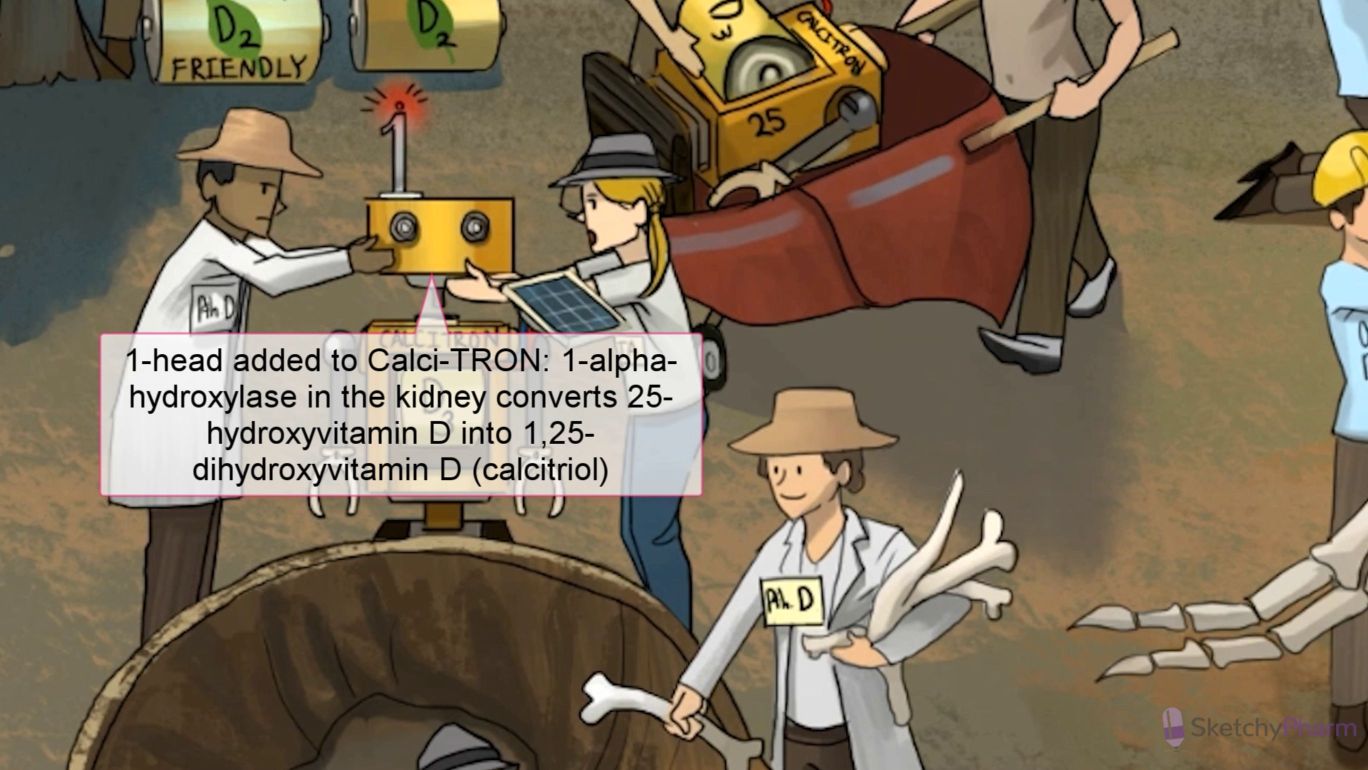 D2
FRIENDLY
D2
D3
CALCITRON
25
1
Ph D
CALCITRON
D3
1-head added to Calci-TRON: 1-alpha-
hydroxylase in the kidney converts 25-
hydroxyvitamin D into 1,25-
dihydroxyvitamin D (calcitriol)
Ph. D
SketchyPharm